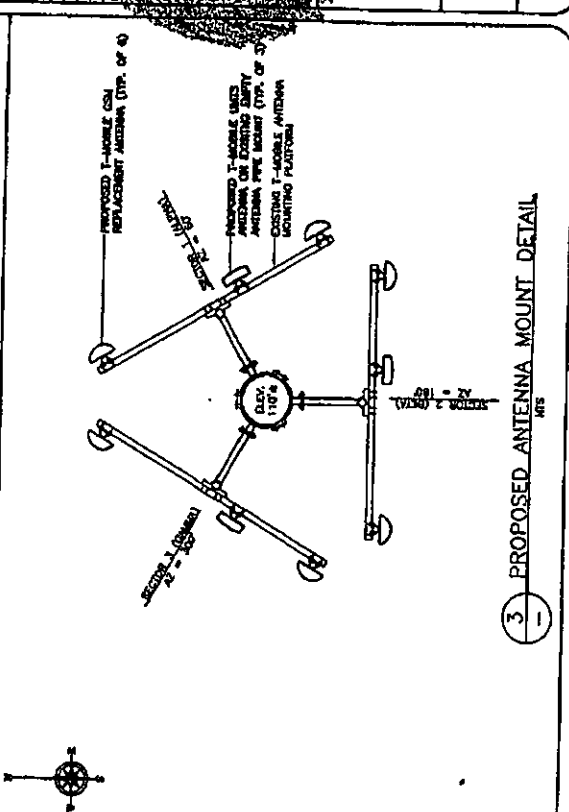 PROPOSED T-MOBILE GSM
REPLACEMENT ANTENNA (TYP. OF 6)
PROPOSED T-MOBILE UMTS
ANTENNA ON EXISTING EMPTY
ANTENNA PIPE MOUNT (TYP. OF 3)
EXISTING T-MOBILE ANTENNA
MOUNTING PLATFORM
SECTOR 1 (ALPHA)
AZ = 60°
ELEV.
110'±
SECTOR 2 (BETA)
AZ = 180°
SECTOR 3 (GAMMA)
AZ = 300°
N
S
3
PROPOSED ANTENNA MOUNT DETAIL
NTS